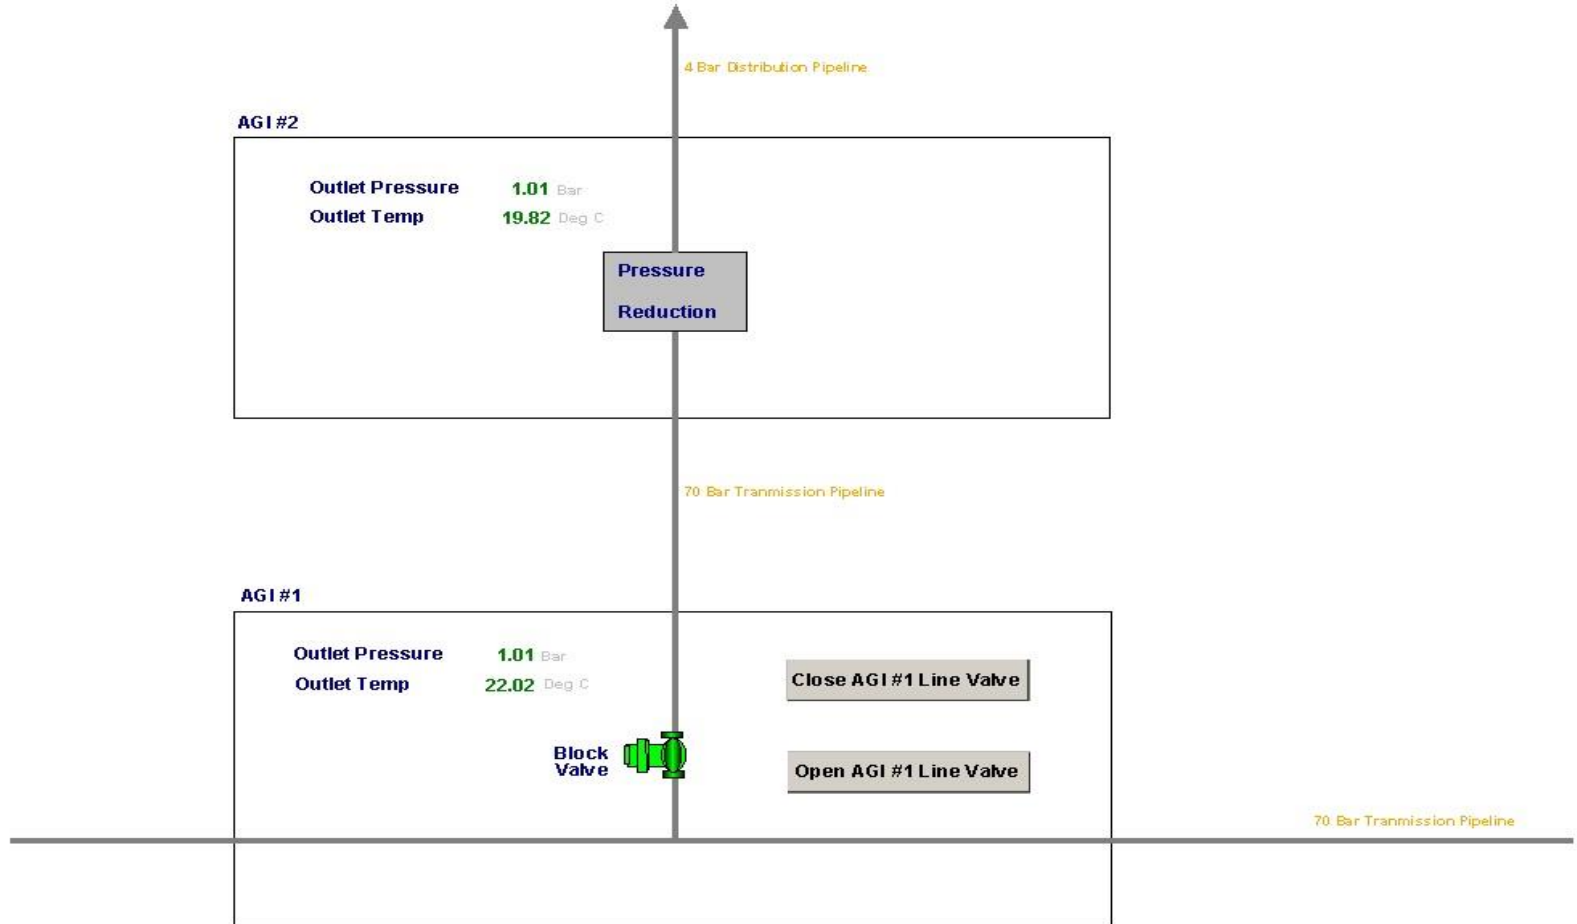 4 Bar Distribution Pipeline
AGI #2
Outlet Pressure 1.01 Bar
Outlet Temp 19.82 Deg C
Pressure
Reduction
70 Bar Tranmission Pipeline
AGI #1
Outlet Pressure 1.01 Bar
Outlet Temp 22.02 Deg C
Close AGI #1 Line Valve
Block
Valve
Open AGI #1 Line Valve
70 Bar Tranmission Pipeline